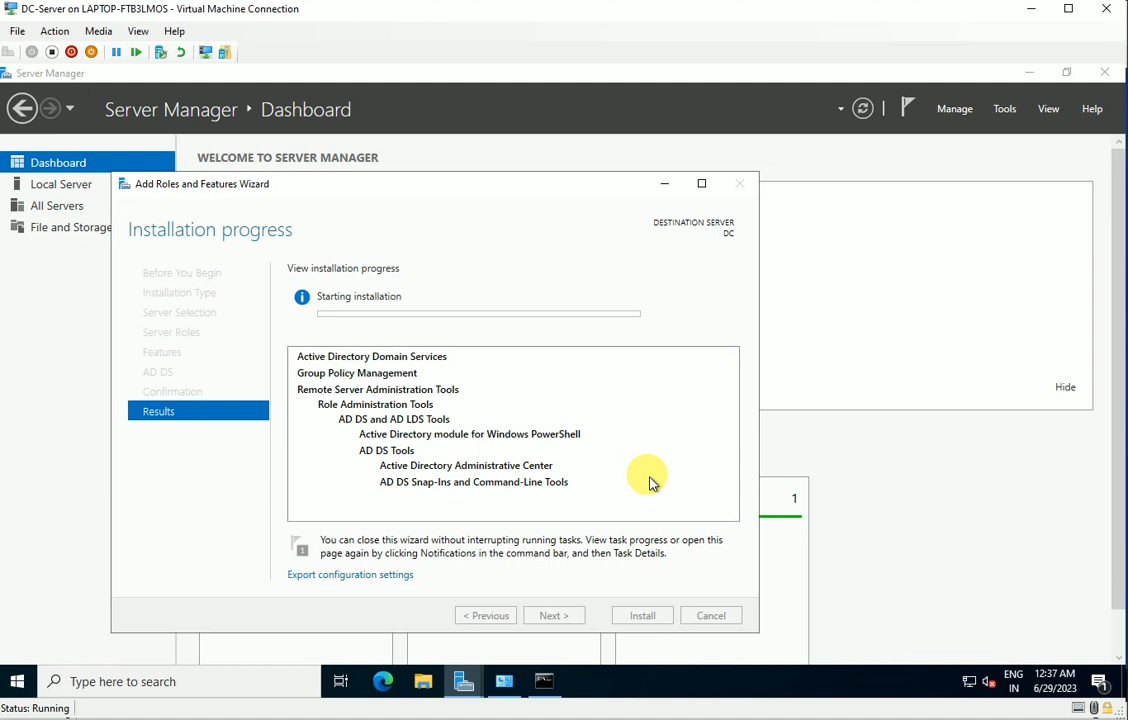 DC-Server on LAPTOP-FTB3LMOS - Virtual Machine Connection
File Action Media View Help
Server Manager
Server Manager ‣ Dashboard
Manage Tools View Help
Dashboard
Local Server
All Servers
File and Storage
WELCOME TO SERVER MANAGER
Add Roles and Features Wizard
Installation progress
DESTINATION SERVER
DC
Before You Begin
Installation Type
Server Selection
Server Roles
Features
AD DS
Confirmation
Results
View installation progress
Starting installation
Active Directory Domain Services
Group Policy Management
Remote Server Administration Tools
Role Administration Tools
AD DS and AD LDS Tools
Active Directory module for Windows PowerShell
AD DS Tools
Active Directory Administrative Center
AD DS Snap-Ins and Command-Line Tools
1
You can close this wizard without interrupting running tasks. View task progress or open this
page again by clicking Notifications in the command bar, and then Task Details.
Export configuration settings
< Previous Next > Install Cancel
Hide
1
Type here to search
ENG
IN
12:37 AM
6/29/2023
1
Status: Running